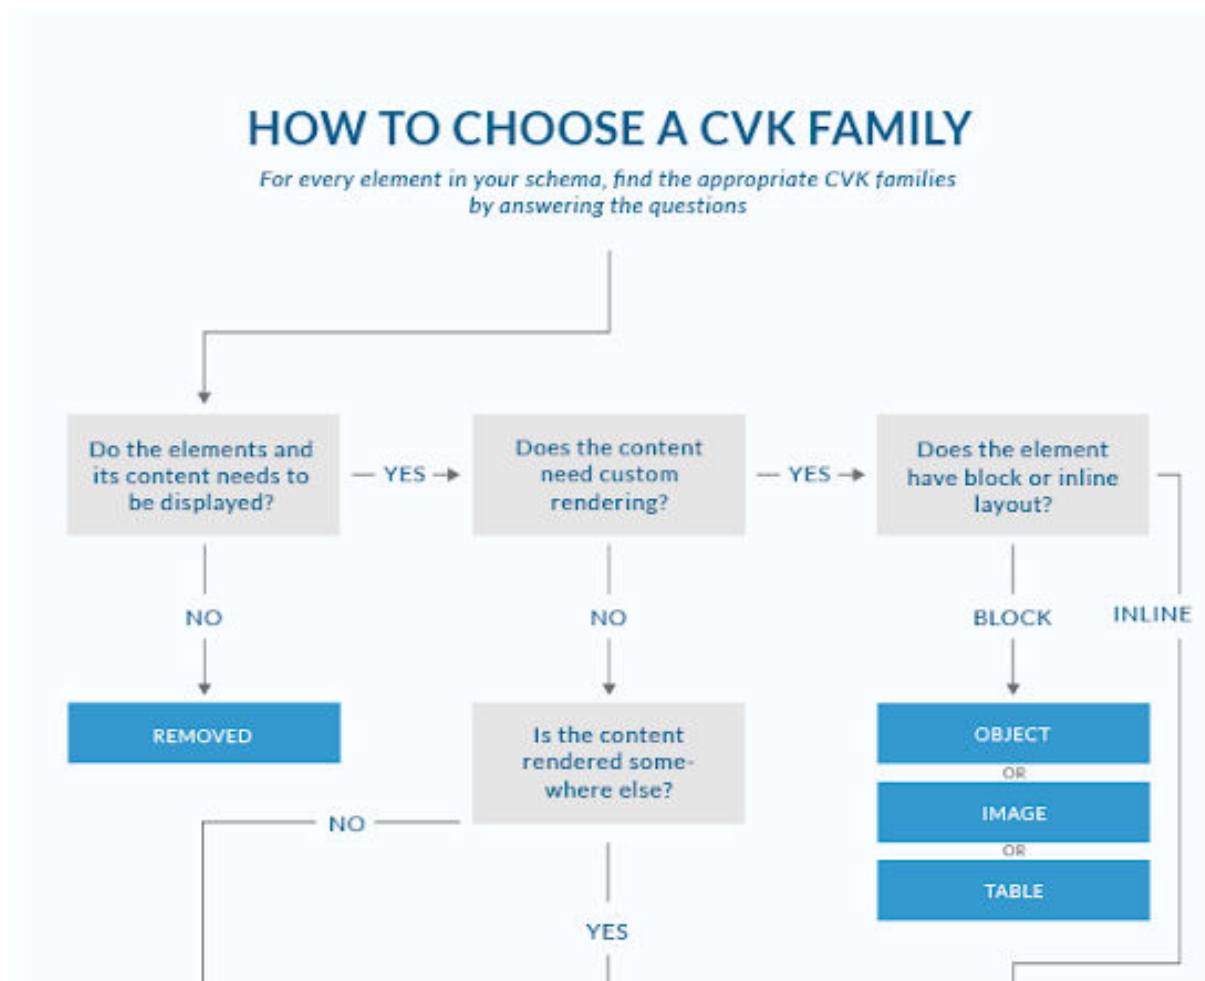 HOW TO CHOOSE A CVK FAMILY
For every element in your schema, find the appropriate CVK families
by answering the questions
Do the elements and
its content needs to
be displayed?
YES
Does the content
need custom
rendering?
YES
Does the element
have block or inline
layout?
NO
NO
BLOCK
INLINE
REMOVED
Is the content
rendered some-
where else?
OBJECT
OR
IMAGE
OR
TABLE
NO
YES